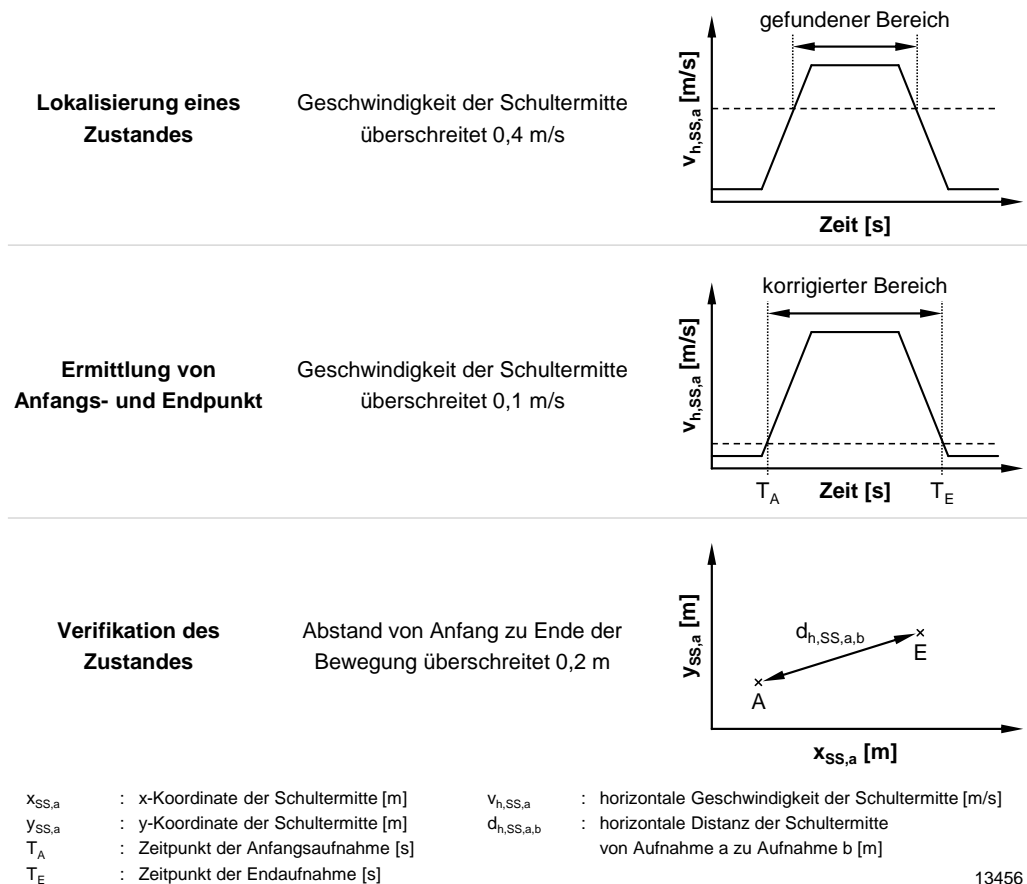 Lokalisierung eines
Zustandes
Geschwindigkeit der Schultermitte
überschreitet 0,4 m/s
gefundener Bereich
v_h,SS,a [m/s]
Zeit [s]
Ermittlung von
Anfangs- und Endpunkt
Geschwindigkeit der Schultermitte
überschreitet 0,1 m/s
korrigierter Bereich
v_h,SS,a [m/s]
T_A Zeit [s] T_E
Verifikation des
Zustandes
Abstand von Anfang zu Ende der
Bewegung überschreitet 0,2 m
y_SS,a [m]
d_h,SS,a,b
E
A
x_SS,a [m]
x_SS,a : x-Koordinate der Schultermitte [m]
y_SS,a : y-Koordinate der Schultermitte [m]
T_A : Zeitpunkt der Anfangsaufnahme [s]
T_E : Zeitpunkt der Endaufnahme [s]
v_h,SS,a : horizontale Geschwindigkeit der Schultermitte [m/s]
d_h,SS,a,b : horizontale Distanz der Schultermitte
von Aufnahme a zu Aufnahme b [m]
13456